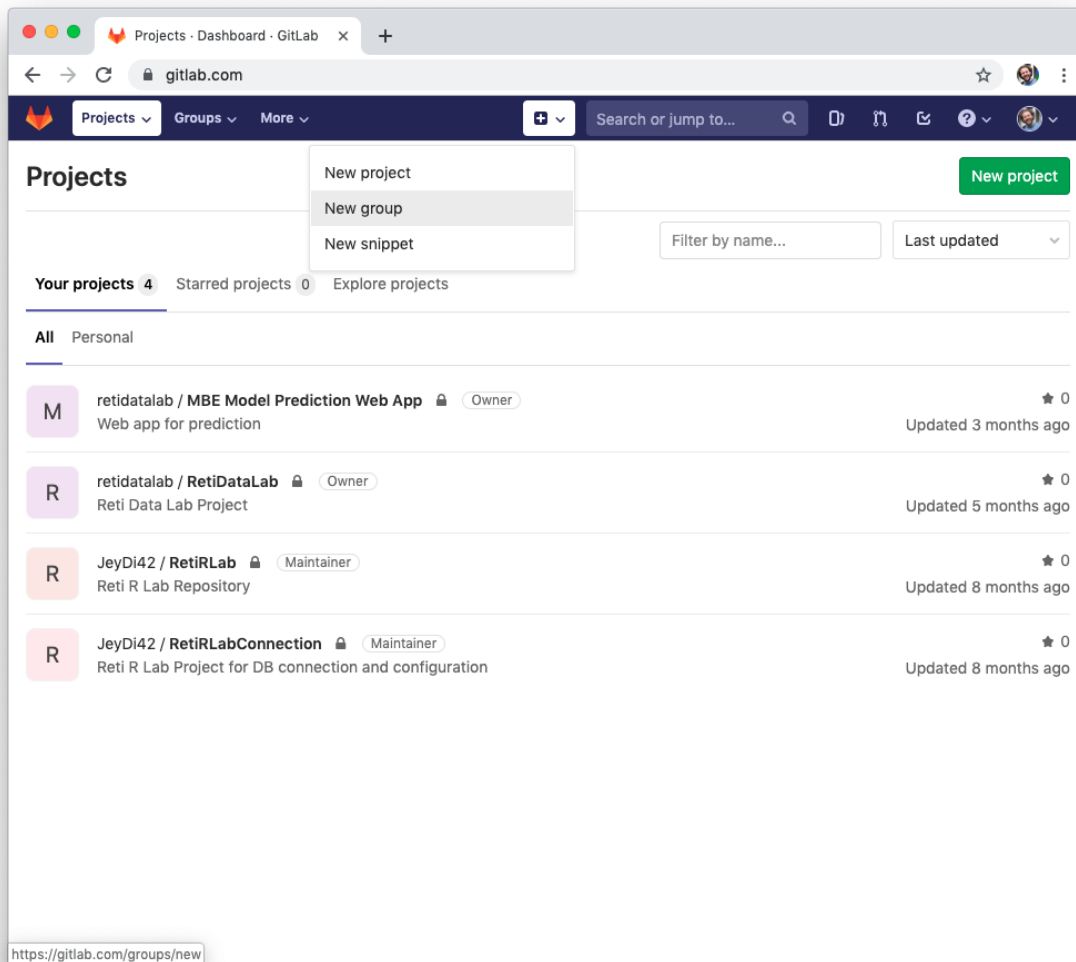 Projects · Dashboard · GitLab
gitlab.com
Projects Groups More Search or jump to...
New project
New group
New snippet
Projects
New project
Filter by name...
Last updated
Your projects 4 Starred projects 0 Explore projects
All Personal
M
retidatalab / MBE Model Prediction Web App Owner
Web app for prediction
0
Updated 3 months ago
R
retidatalab / RetiDataLab Owner
Reti Data Lab Project
0
Updated 5 months ago
R
JeyDi42 / RetiRLab Maintainer
Reti R Lab Repository
0
Updated 8 months ago
R
JeyDi42 / RetiRLabConnection Maintainer
Reti R Lab Project for DB connection and configuration
0
Updated 8 months ago
https://gitlab.com/groups/new